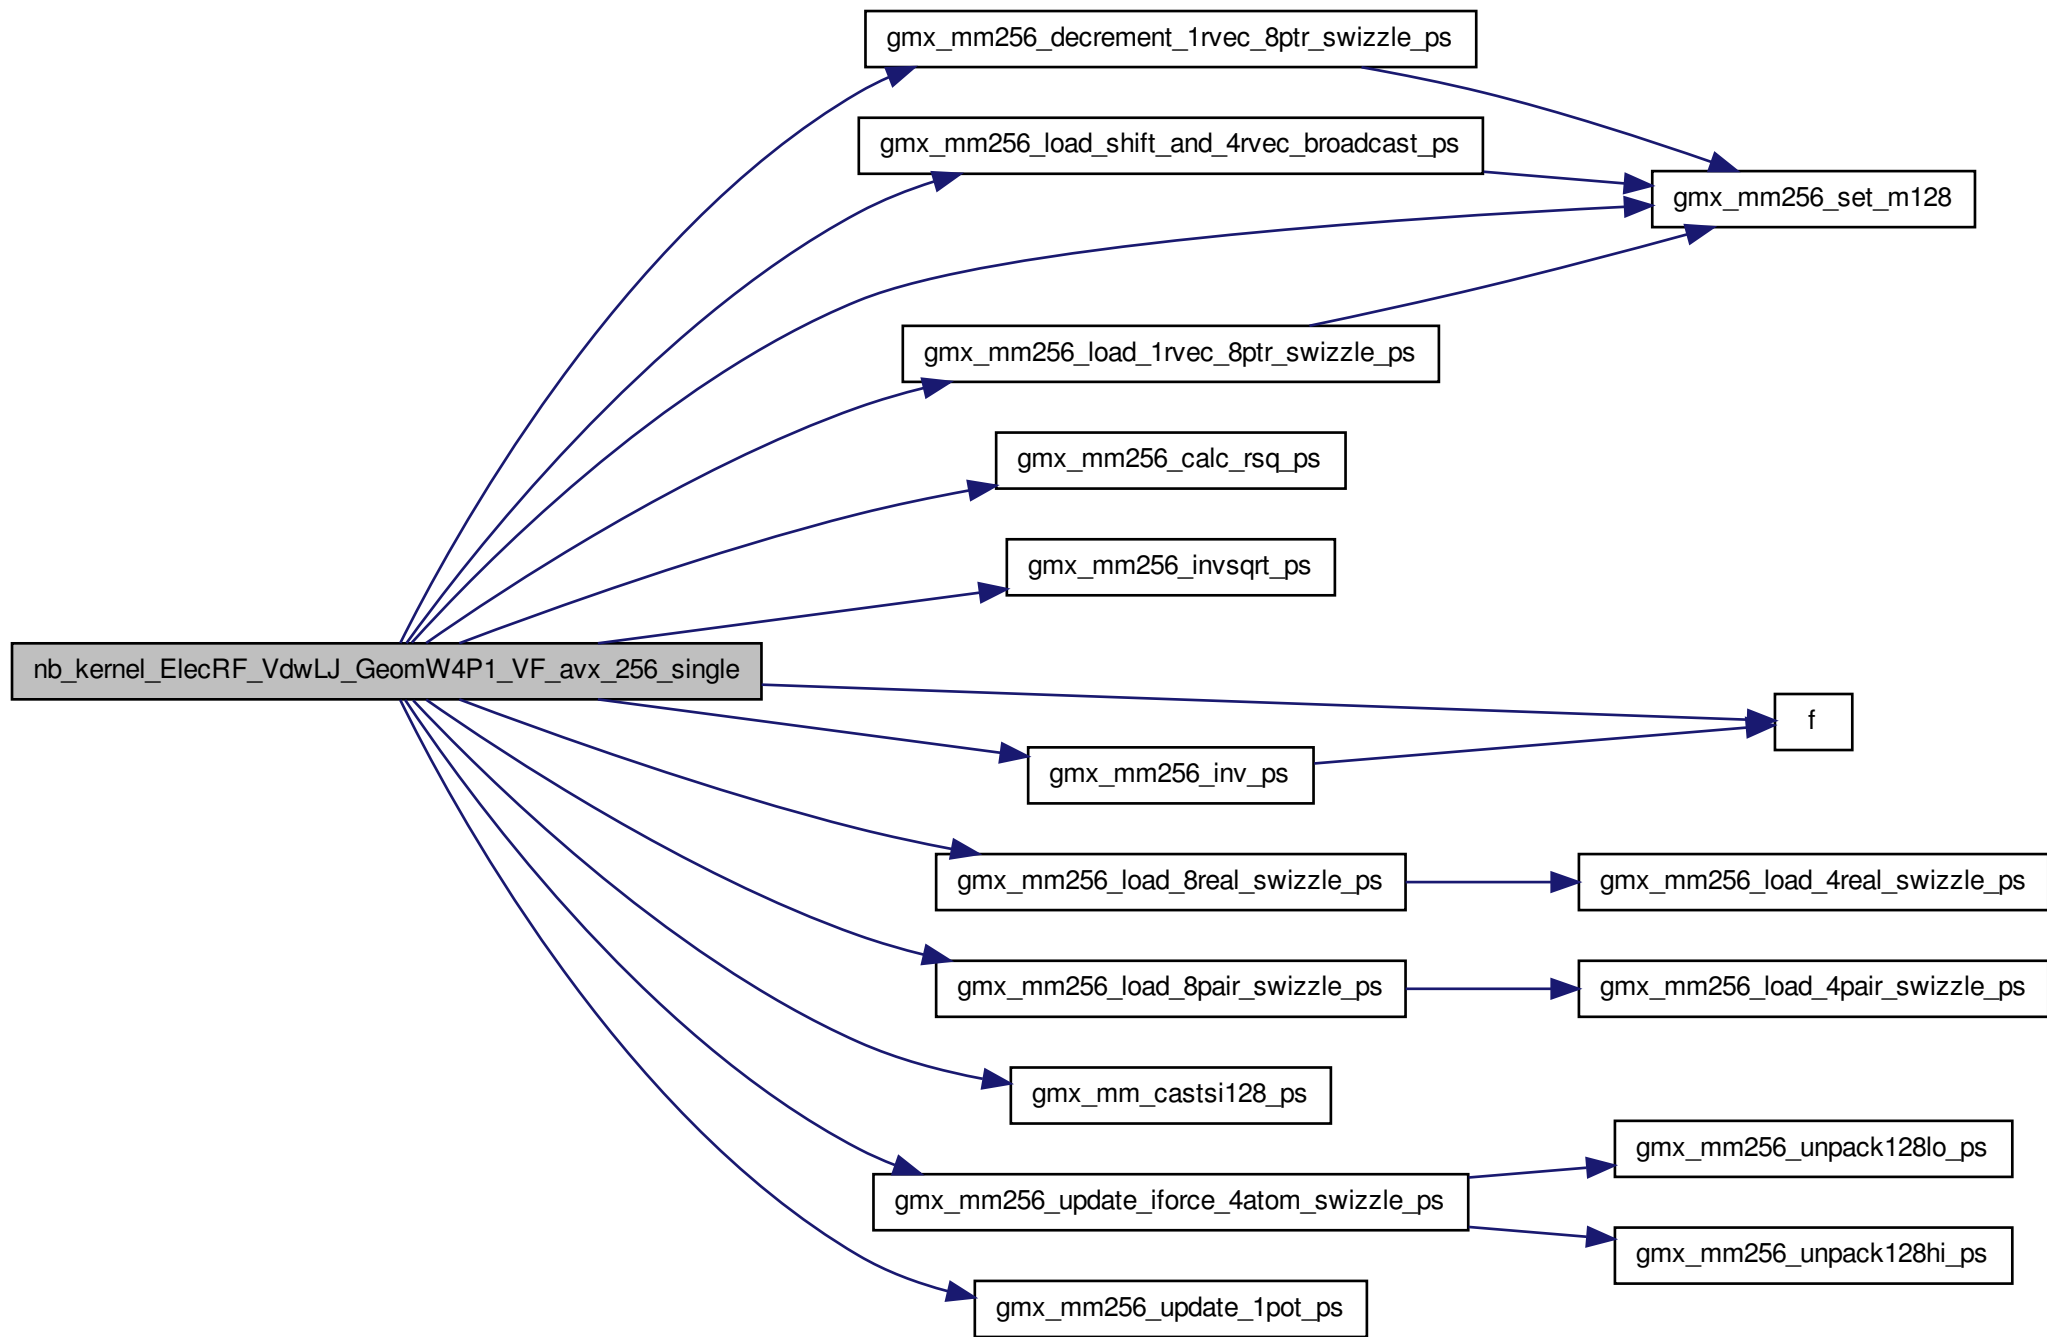 gmx_mm256_decrement_1rvec_8ptr_swizzle_ps
gmx_mm256_load_shift_and_4rvec_broadcast_ps
gmx_mm256_set_m128
gmx_mm256_load_1rvec_8ptr_swizzle_ps
gmx_mm256_calc_rsq_ps
gmx_mm256_invsqrt_ps
nb_kernel_ElecRF_VdwLJ_GeomW4P1_VF_avx_256_single
f
gmx_mm256_inv_ps
gmx_mm256_load_8real_swizzle_ps
gmx_mm256_load_4real_swizzle_ps
gmx_mm256_load_8pair_swizzle_ps
gmx_mm256_load_4pair_swizzle_ps
gmx_mm_castsi128_ps
gmx_mm256_unpack128lo_ps
gmx_mm256_update_iforce_4atom_swizzle_ps
gmx_mm256_unpack128hi_ps
gmx_mm256_update_1pot_ps